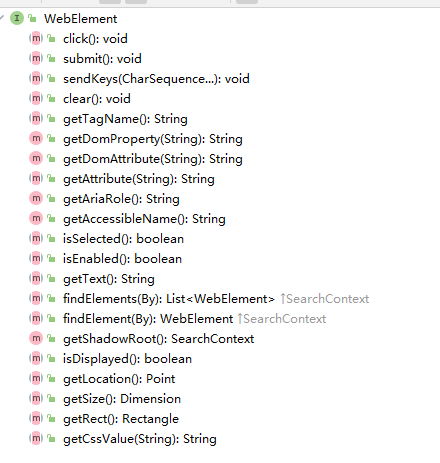 WebElement
click(): void
submit(): void
sendKeys(CharSequence...): void
clear(): void
getTagName(): String
getDomProperty(String): String
getDomAttribute(String): String
getAttribute(String): String
getAriaRole(): String
getAccessibleName(): String
isSelected(): boolean
isEnabled(): boolean
getText(): String
findElements(By): List<WebElement> ↑SearchContext
findElement(By): WebElement ↑SearchContext
getShadowRoot(): SearchContext
isDisplayed(): boolean
getLocation(): Point
getSize(): Dimension
getRect(): Rectangle
getCssValue(String): String